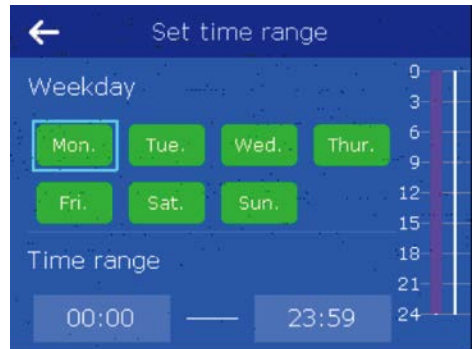 Set time range
Weekday
Mon. Tue. Wed. Thur.
Fri. Sat. Sun.
Time range
00:00 — 23:59
0
3
6
9
12
15
18
21
24